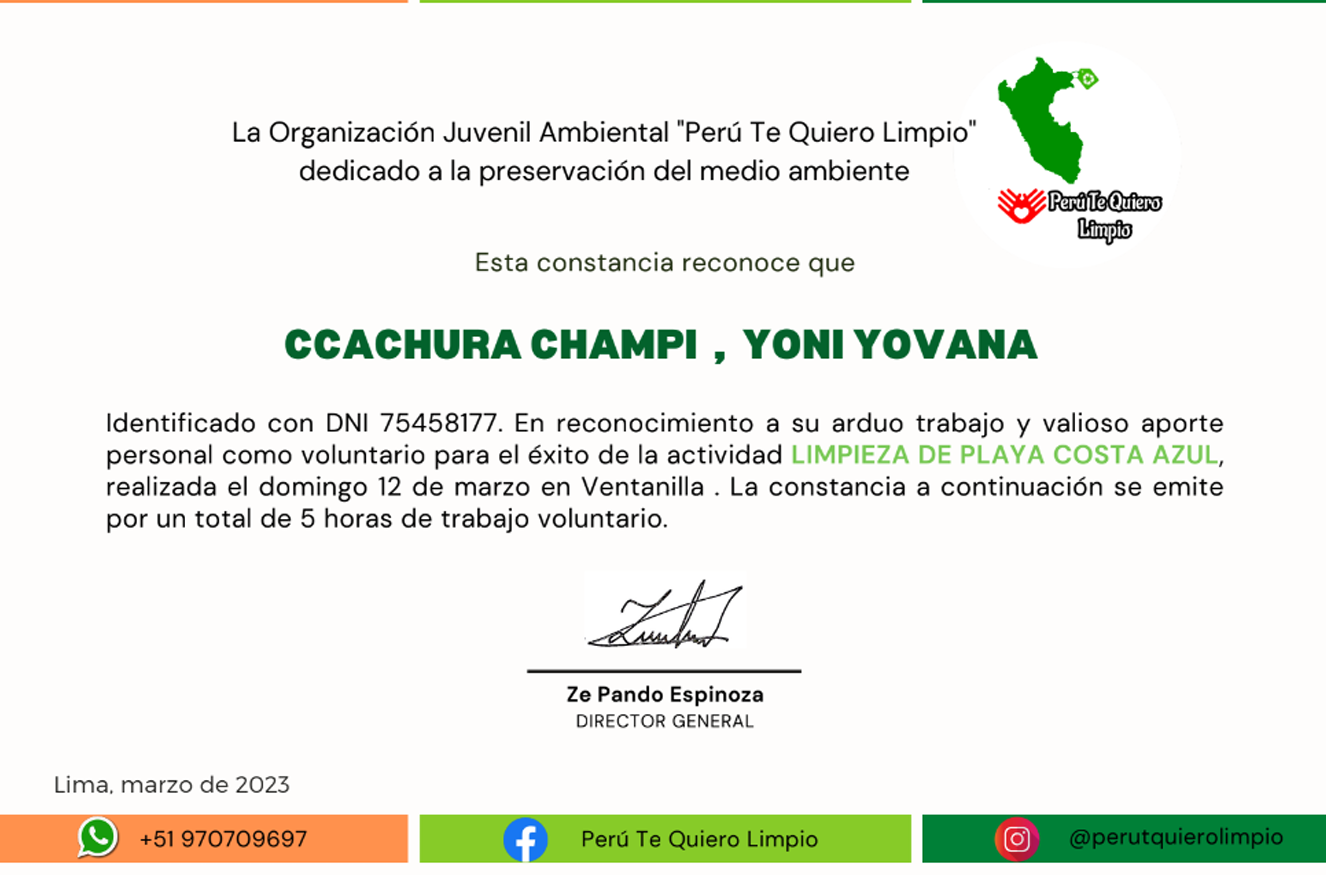 La Organización Juvenil Ambiental "Perú Te Quiero Limpio"
dedicado a la preservación del medio ambiente
Perú Te Quiero
Limpio
Esta constancia reconoce que
CCACHURA CHAMPI , YONI YOVANA
Identificado con DNI 75458177. En reconocimiento a su arduo trabajo y valioso aporte
personal como voluntario para el éxito de la actividad LIMPIEZA DE PLAYA COSTA AZUL,
realizada el domingo 12 de marzo en Ventanilla . La constancia a continuación se emite
por un total de 5 horas de trabajo voluntario.
Ze Pando Espinoza
DIRECTOR GENERAL
Lima, marzo de 2023
+51 970709697
Perú Te Quiero Limpio
@perutquierolimpio